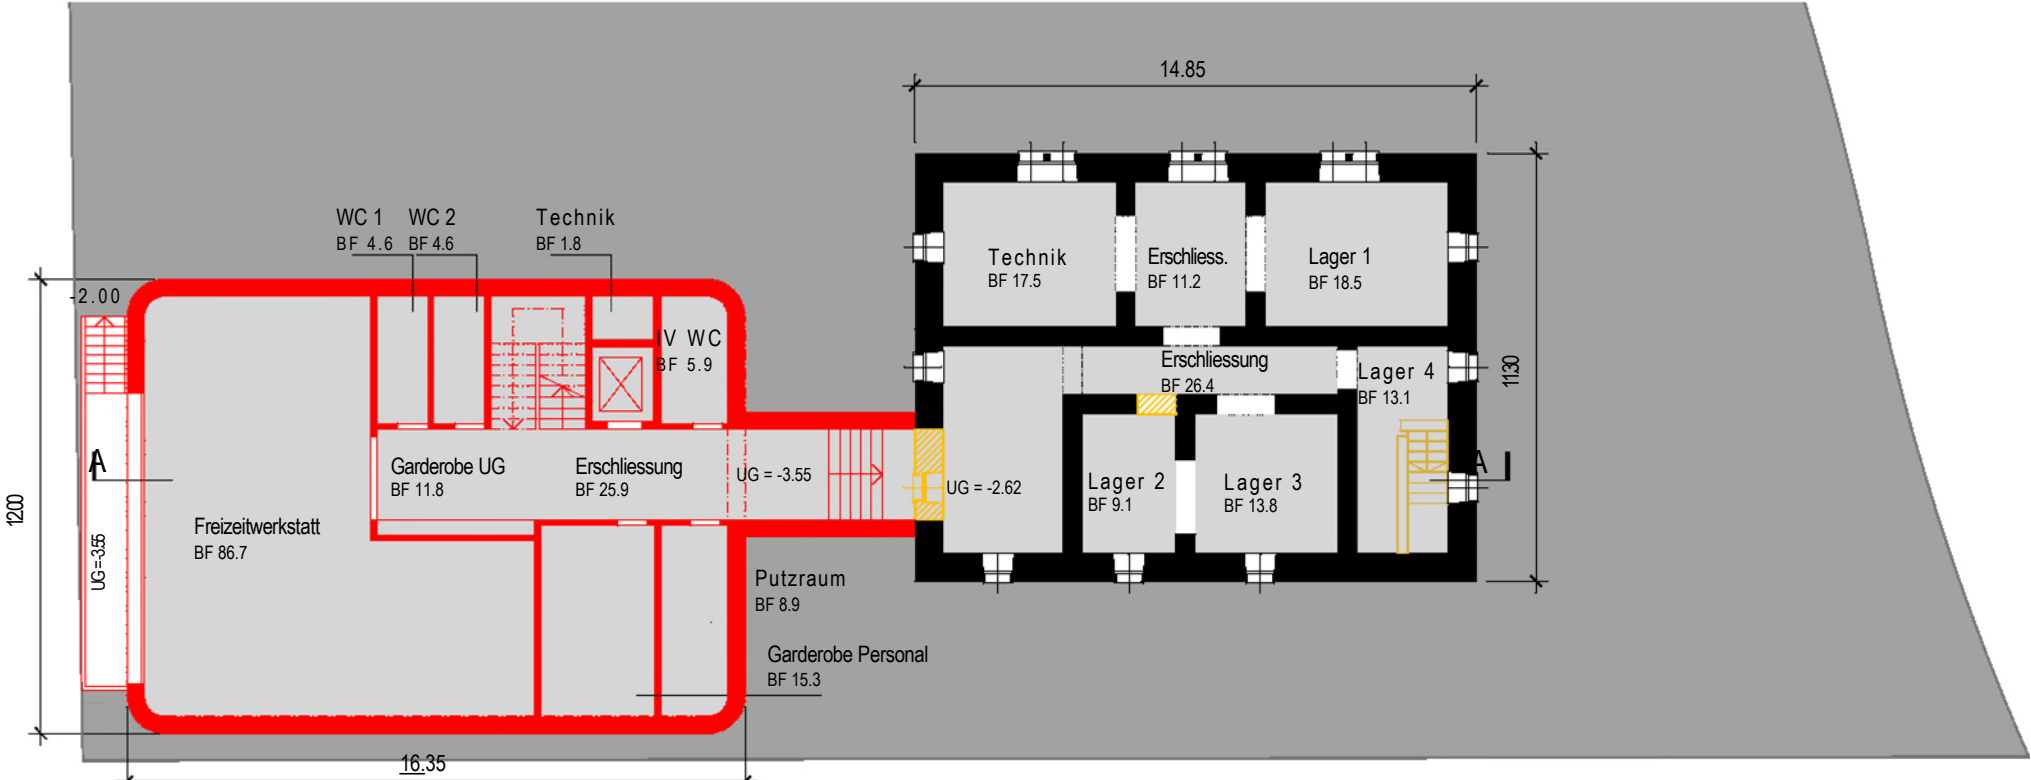 14.85
WC 1
BF 4.6
WC 2
BF 4.6
Technik
BF 1.8
-2.00
IV WC
BF 5.9
Technik
BF 17.5
Erschliess.
BF 11.2
Lager 1
BF 18.5
Erschliessung
BF 26.4
Lager 4
BF 13.1
11.30
A
Garderobe UG
BF 11.8
Erschliessung
BF 25.9
UG = -3.55
UG = -2.62
Lager 2
BF 9.1
Lager 3
BF 13.8
A
1200
Freizeitwerkstatt
BF 86.7
UG=-3.55
Putzraum
BF 8.9
Garderobe Personal
BF 15.3
16.35